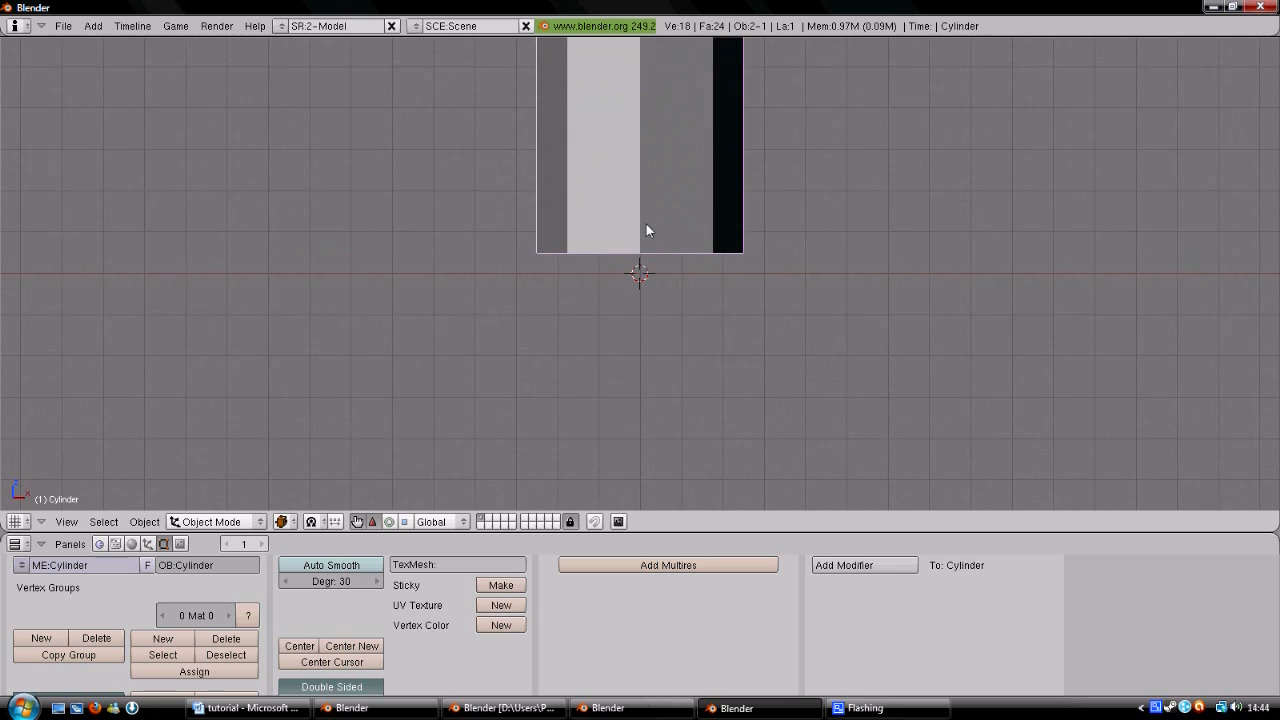 Blender
File Add Timeline Game Render Help SR:2-Model SCE:Scene www.blender.org 249.2 Ve:18 | Fa:24 | Ob:2-1 | La:1 | Mem:0.97M (0.09M) | Time: | Cylinder
z
x
(1) Cylinder
View Select Object Object Mode Global
Panels 1
ME:Cylinder F OB:Cylinder Auto Smooth TexMesh: Add Multires Add Modifier To: Cylinder
Degr: 30
Vertex Groups Sticky Make
UV Texture New
0 Mat 0 ? Vertex Color New
New Delete New Delete Center Center New
Copy Group Select Deselect Center Cursor
Assign
Double Sided
tutorial - Microsoft ... Blender Blender [D:\Users\P... Blender Blender Flashing 14:44